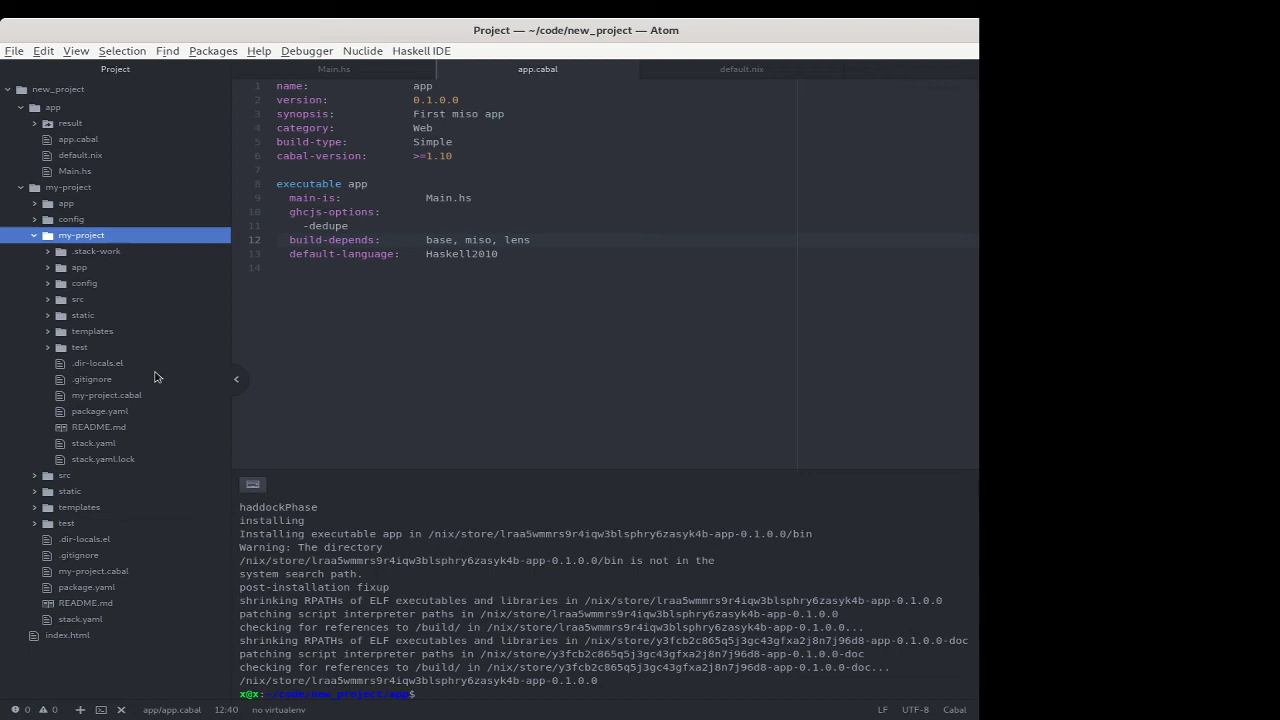 Project — ~/code/new_project — Atom
File Edit View Selection Find Packages Help Debugger Nuclide Haskell IDE
Project
new_project
app
result
app.cabal
default.nix
Main.hs
my-project
app
config
my-project
.stack-work
app
config
src
static
templates
test
.dir-locals.el
.gitignore
my-project.cabal
package.yaml
README.md
stack.yaml
stack.yaml.lock
src
static
templates
test
.dir-locals.el
.gitignore
my-project.cabal
package.yaml
README.md
stack.yaml
index.html
Main.hs app.cabal default.nix
1 name: app
2 version: 0.1.0.0
3 synopsis: First miso app
4 category: Web
5 build-type: Simple
6 cabal-version: >=1.10
7
8 executable app
9 main-is: Main.hs
10 ghcjs-options:
11 -dedupe
12 build-depends: base, miso, lens
13 default-language: Haskell2010
14
haddockPhase
installing
Installing executable app in /nix/store/lraa5wmmrs9r4iqw3blsphry6zasyk4b-app-0.1.0.0/bin
Warning: The directory
/nix/store/lraa5wmmrs9r4iqw3blsphry6zasyk4b-app-0.1.0.0/bin is not in the
system search path.
post-installation fixup
shrinking RPATHs of ELF executables and libraries in /nix/store/lraa5wmmrs9r4iqw3blsphry6zasyk4b-app-0.1.0.0
patching script interpreter paths in /nix/store/lraa5wmmrs9r4iqw3blsphry6zasyk4b-app-0.1.0.0
checking for references to /build/ in /nix/store/lraa5wmmrs9r4iqw3blsphry6zasyk4b-app-0.1.0.0...
shrinking RPATHs of ELF executables and libraries in /nix/store/y3fcb2c865q5j3gc43gfxa2j8n7j96d8-app-0.1.0.0-doc
patching script interpreter paths in /nix/store/y3fcb2c865q5j3gc43gfxa2j8n7j96d8-app-0.1.0.0-doc
checking for references to /build/ in /nix/store/y3fcb2c865q5j3gc43gfxa2j8n7j96d8-app-0.1.0.0-doc...
/nix/store/lraa5wmmrs9r4iqw3blsphry6zasyk4b-app-0.1.0.0
x@x:~/code/new_project/app$
0 0 app/app.cabal 12:40 no virtualenv LF UTF-8 Cabal